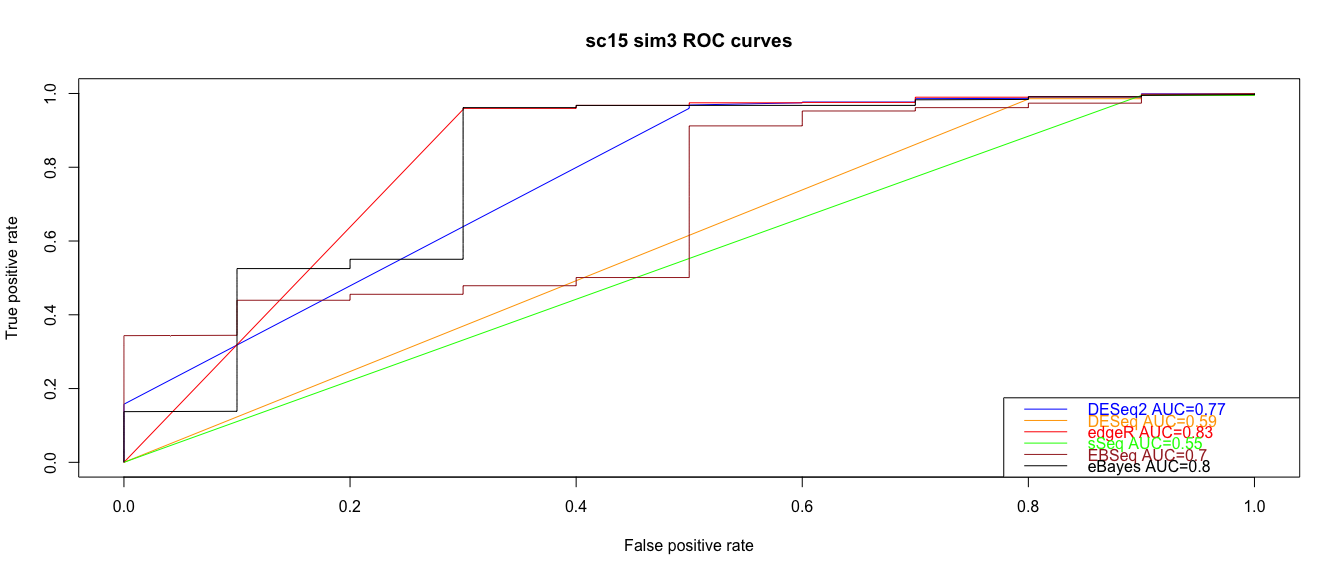 sc15 sim3 ROC curves
True positive rate
1.0
0.8
0.6
0.4
0.2
0.0
DESeq2 AUC=0.77
DESeq AUC=0.59
edgeR AUC=0.83
sSeq AUC=0.55
EBSeq AUC=0.7
eBayes AUC=0.8
0.0 0.2 0.4 0.6 0.8 1.0
False positive rate